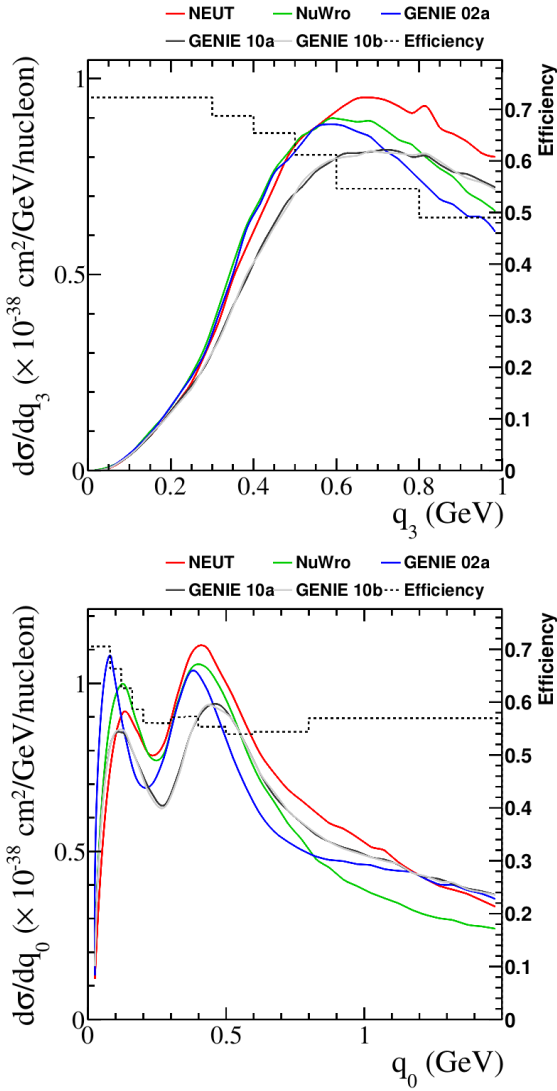 NEUT NuWro GENIE 02a
GENIE 10a GENIE 10b Efficiency
dσ/dq₃ (× 10⁻³⁸ cm²/GeV/nucleon)
1
0.5
0
0 0.2 0.4 0.6 0.8 1
q₃ (GeV)
Efficiency
0.7
0.6
0.5
0.4
0.3
0.2
0.1
0
NEUT NuWro GENIE 02a
GENIE 10a GENIE 10b Efficiency
dσ/dq₀ (× 10⁻³⁸ cm²/GeV/nucleon)
1
0.5
0
0 0.5 1
q₀ (GeV)
Efficiency
0.7
0.6
0.5
0.4
0.3
0.2
0.1
0